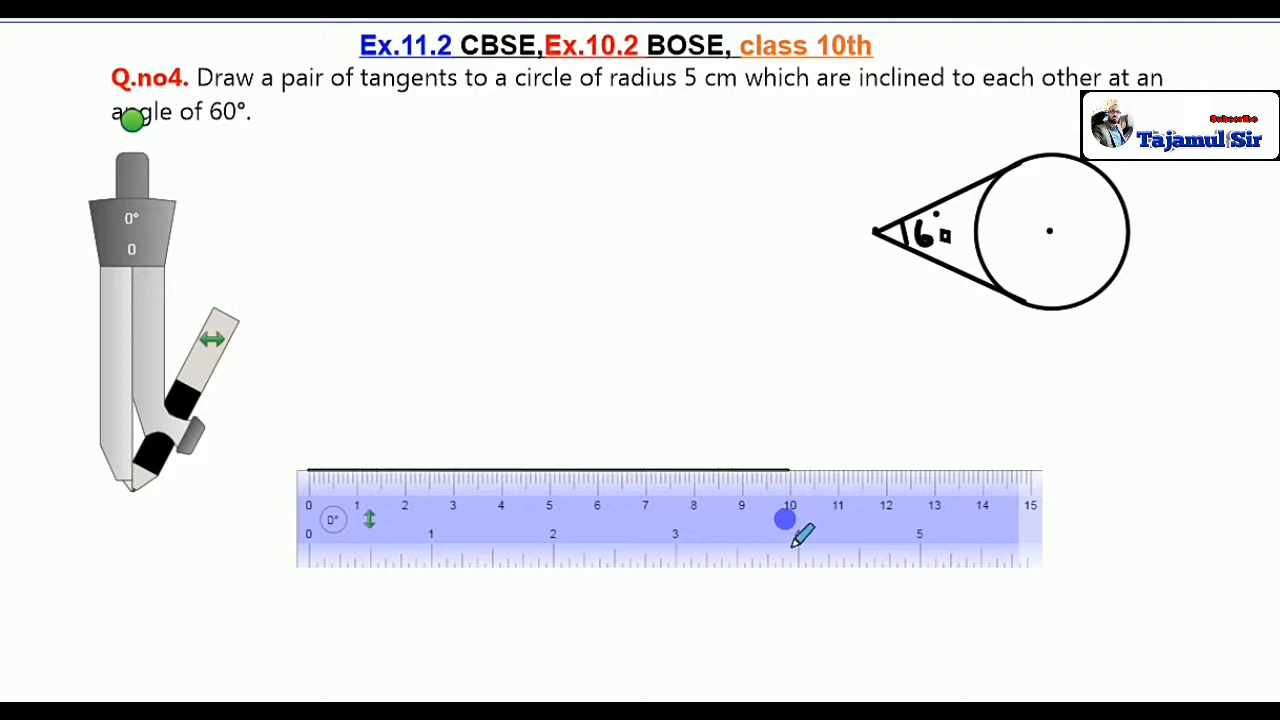 Ex.11.2 CBSE,Ex.10.2 BOSE, class 10th
Q.no4. Draw a pair of tangents to a circle of radius 5 cm which are inclined to each other at an
angle of 60°.
Subscribe
Tajamul Sir
0°
0
60
0 1 2 3 4 5 6 7 8 9 10 11 12 13 14 15
0°
0 1 2 3 5